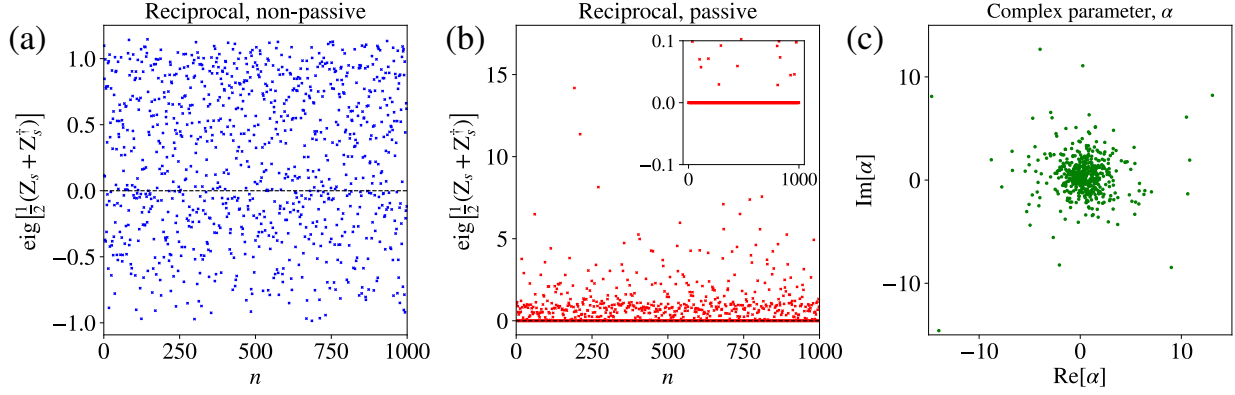 (a)
Reciprocal, non-passive
eig[½(Z_s + Z_s^†)]
1.0
0.5
0.0
−0.5
−1.0
0
250
500
750
1000
n
(b)
Reciprocal, passive
eig[½(Z_s + Z_s^†)]
15
10
5
0
0
250
500
750
1000
n
0.1
0.0
−0.1
0
1000
(c)
Complex parameter, α
Im[α]
10
0
−10
−10
0
10
Re[α]